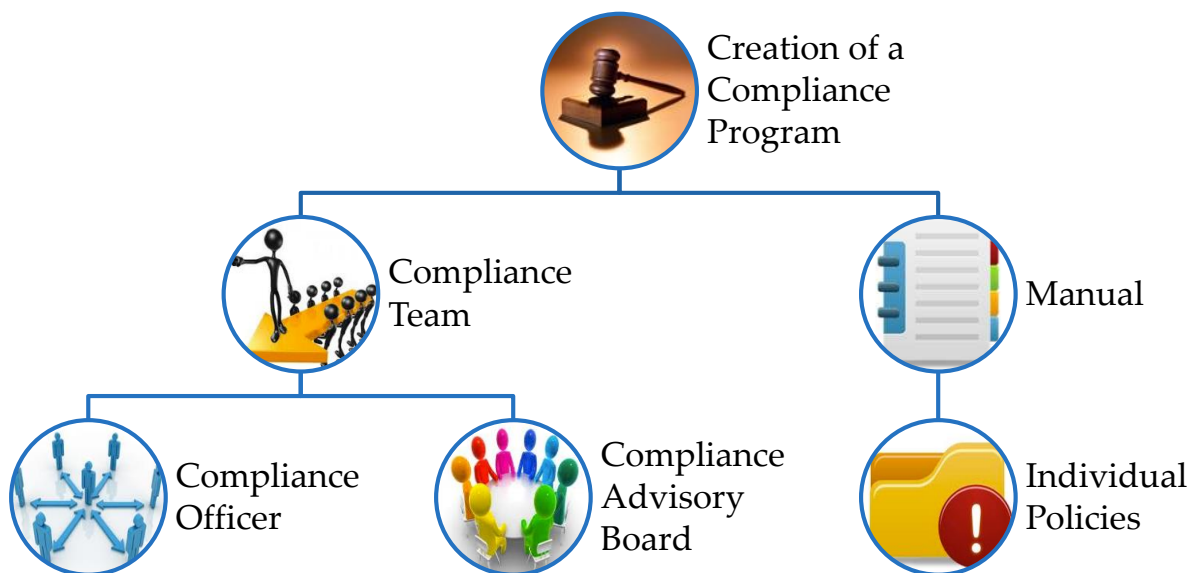 Creation of a
Compliance
Program
Compliance
Team
Manual
Compliance
Officer
Compliance
Advisory
Board
Individual
Policies